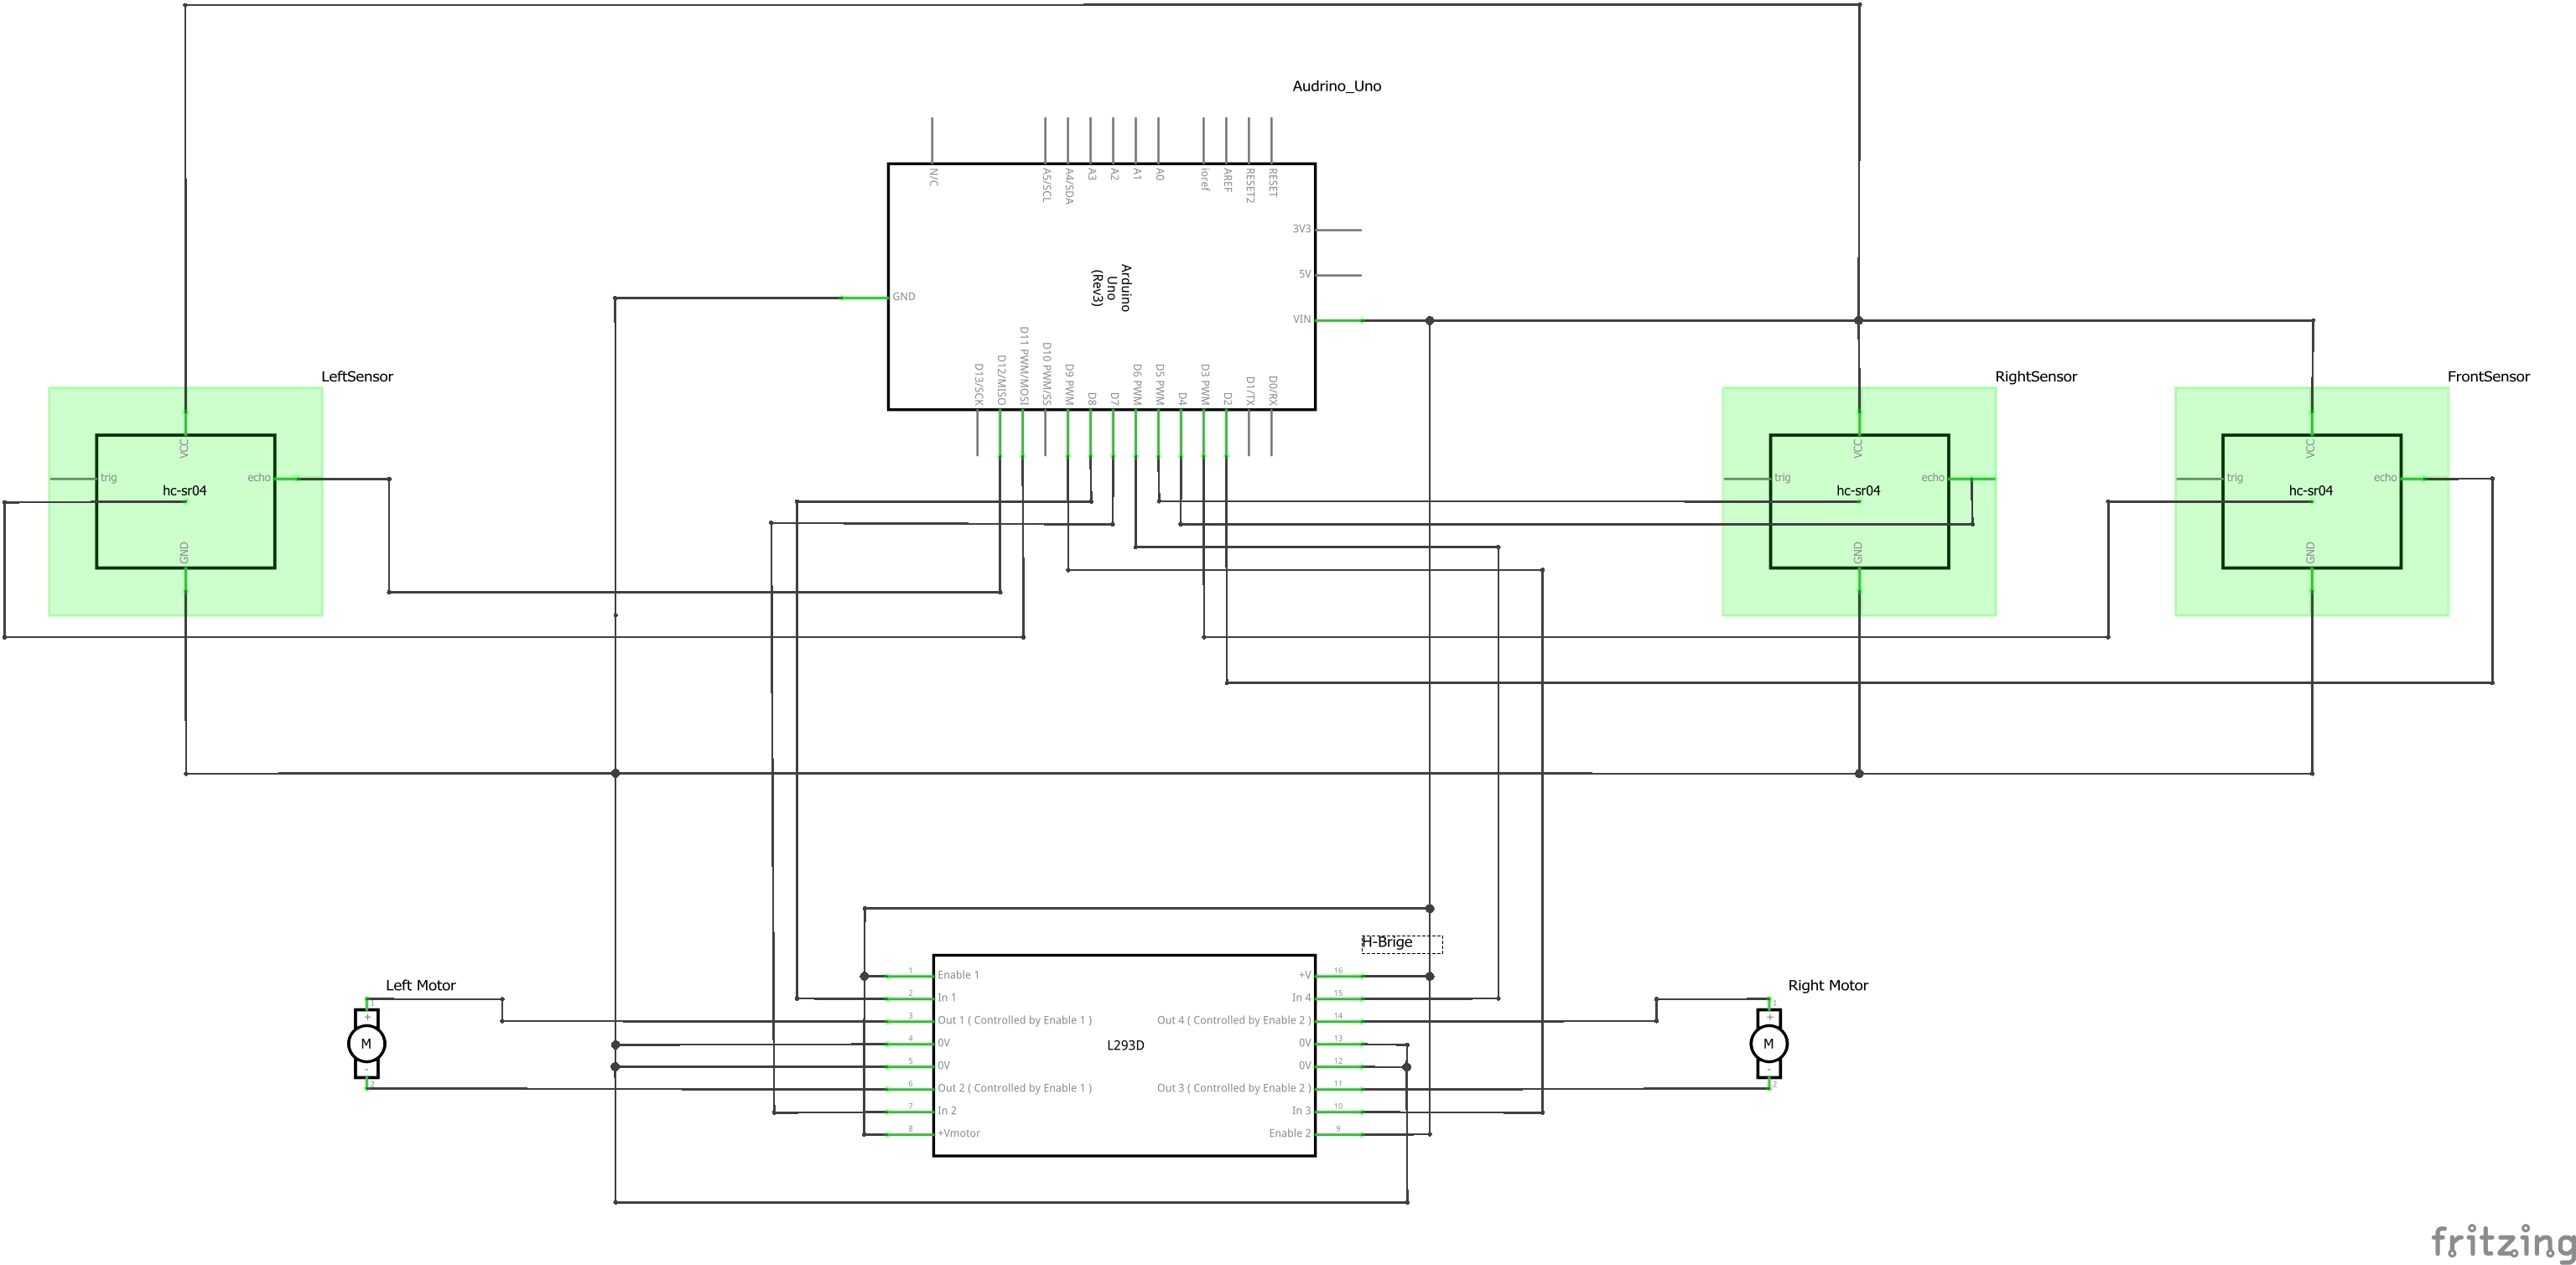 Audrino_Uno
N/C
A5/SCL
A4/SDA
A3
A2
A1
A0
ioref
AREF
RESET2
RESET
3V3
5V
VIN
GND
Arduino
Uno
(Rev3)
D13/SCK
D12/MISO
D11 PWM/MOSI
D10 PWM/SS
D9 PWM
D8
D7
D6 PWM
D5 PWM
D4
D3 PWM
D2
D1/TX
D0/RX
LeftSensor
VCC
trig
echo
hc-sr04
GND
RightSensor
VCC
trig
echo
hc-sr04
GND
FrontSensor
VCC
trig
echo
hc-sr04
GND
H-Brige
L293D
1 Enable 1
2 In 1
3 Out 1 ( Controlled by Enable 1 )
4 0V
5 0V
6 Out 2 ( Controlled by Enable 1 )
7 In 2
8 +Vmotor
+V 16
In 4 15
Out 4 ( Controlled by Enable 2 ) 14
0V 13
0V 12
Out 3 ( Controlled by Enable 2 ) 11
In 3 10
Enable 2 9
Left Motor
1
+
M
-
2
Right Motor
1
+
M
-
2
fritzing